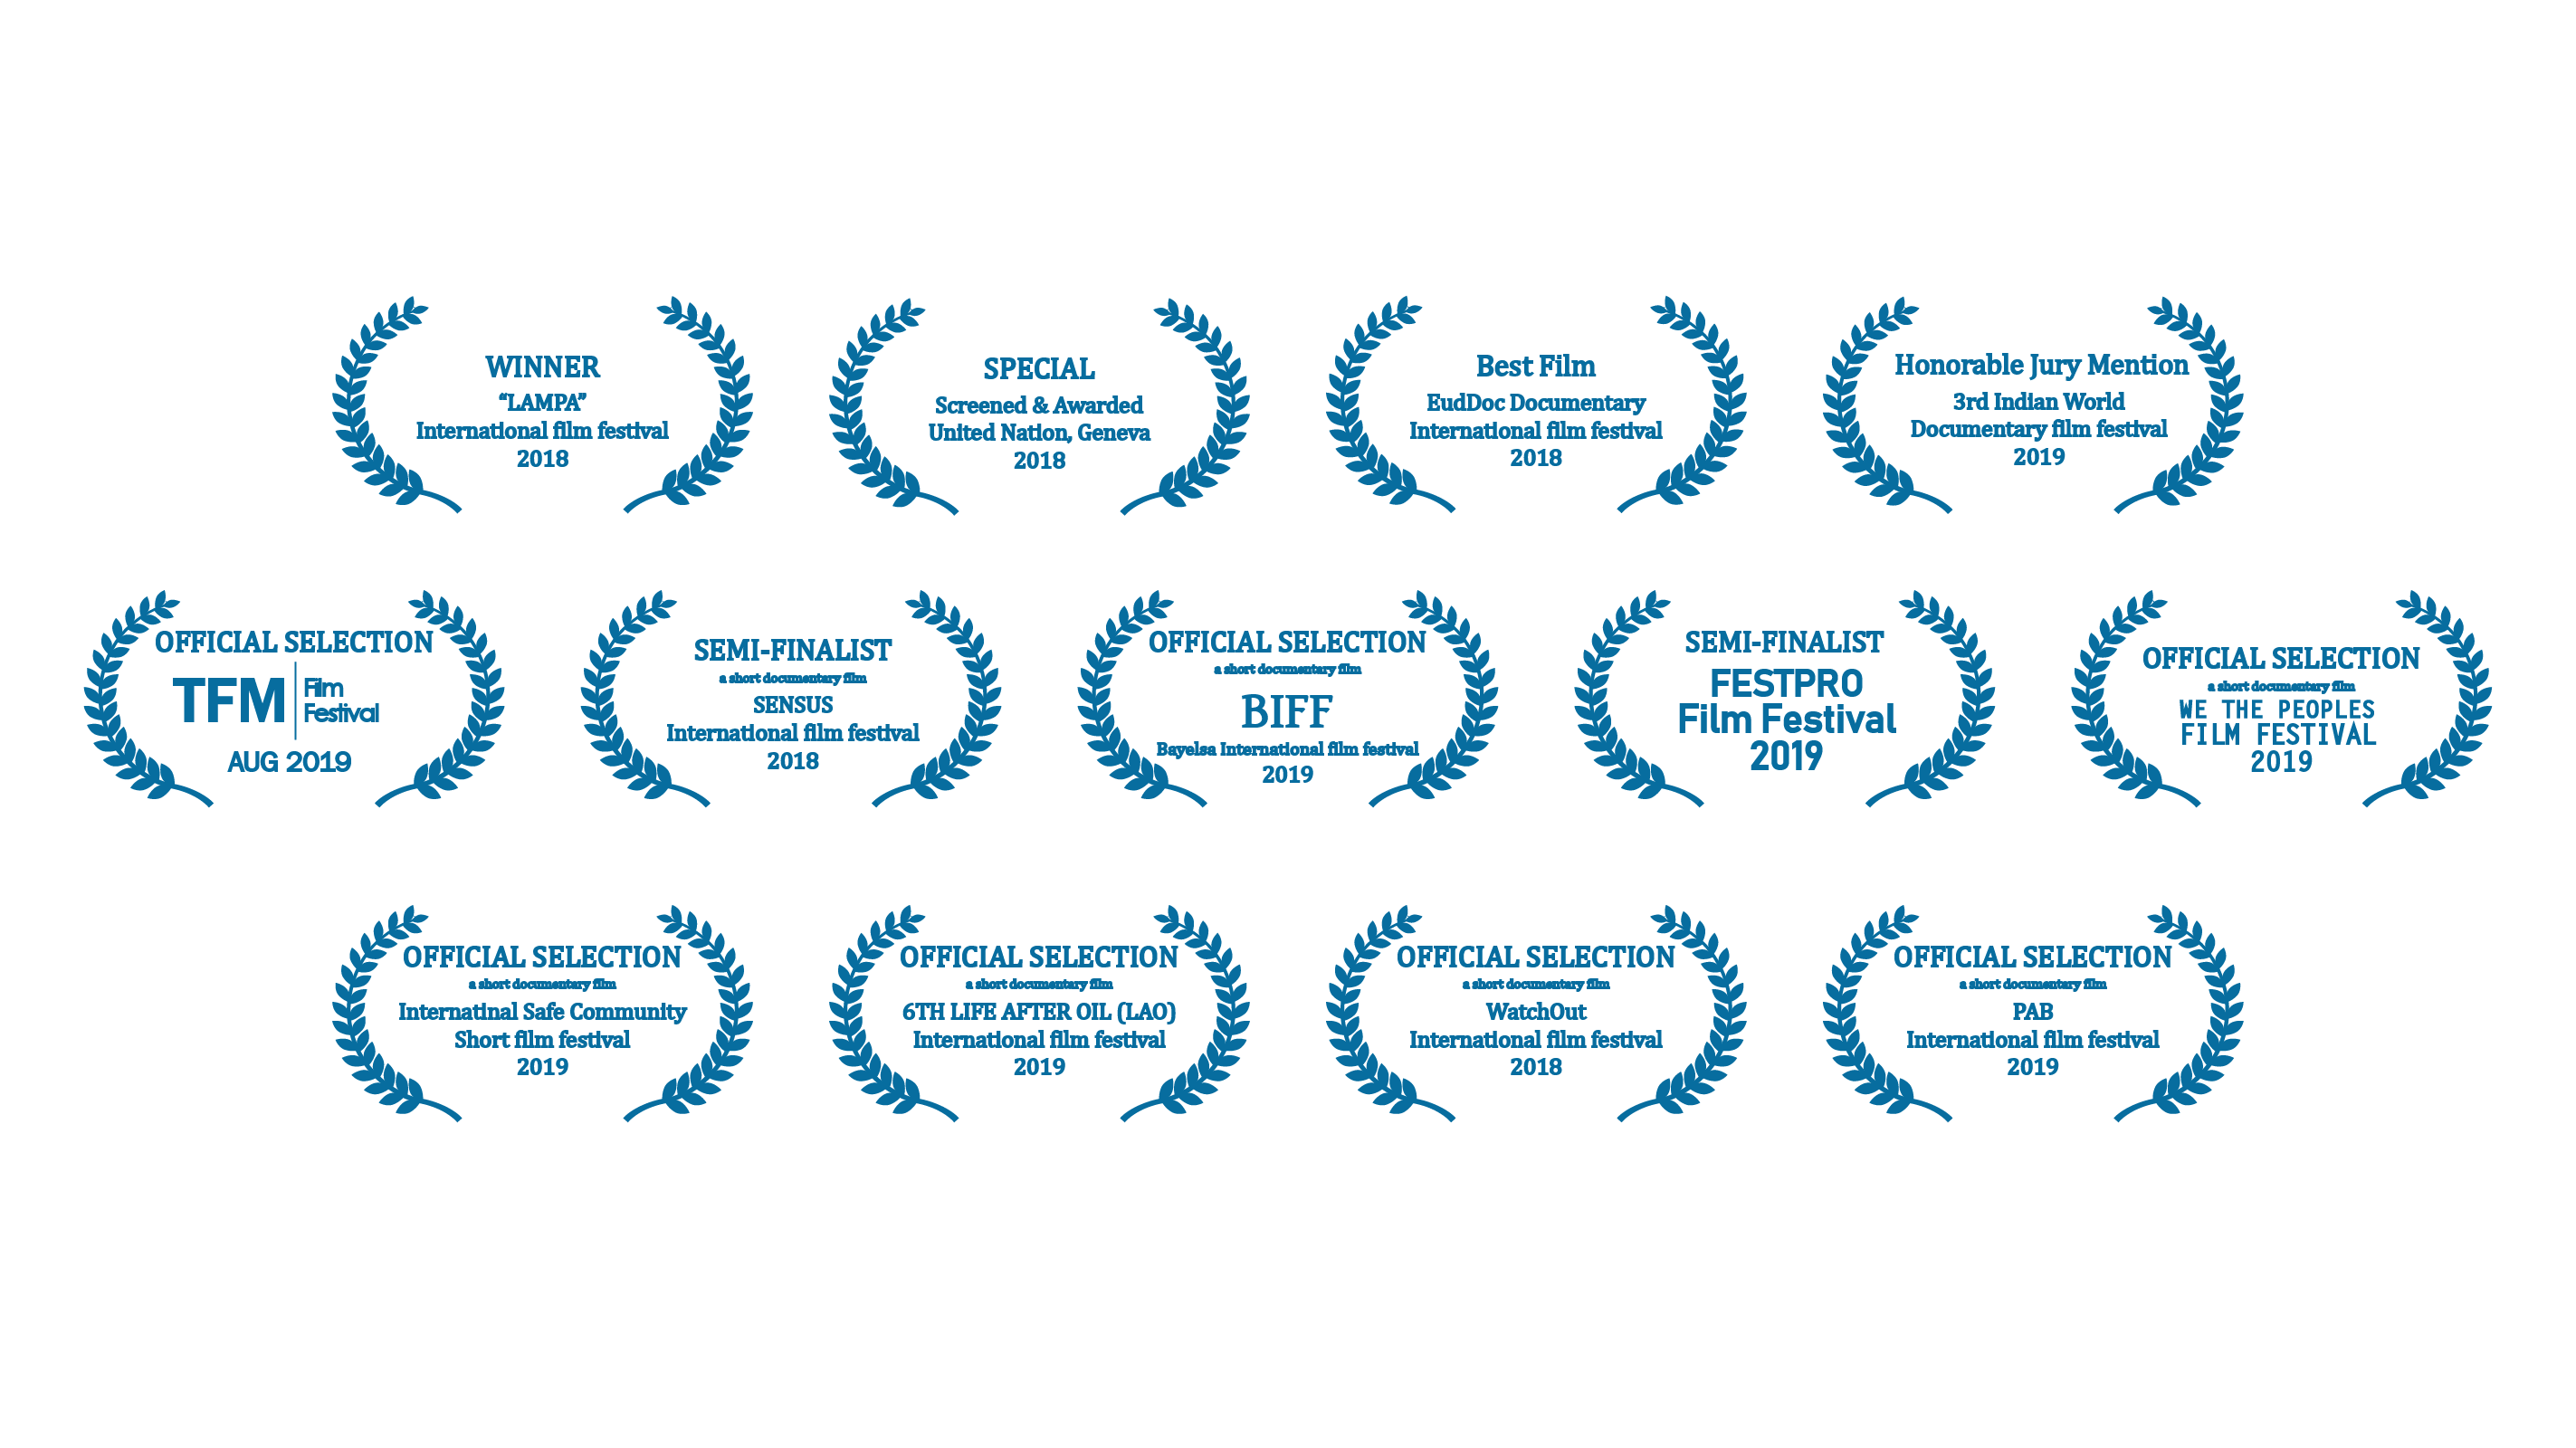 WINNER
“LAMPA”
International film festival
2018
SPECIAL
Screened & Awarded
United Nation, Geneva
2018
Best Film
EudDoc Documentary
International film festival
2018
Honorable Jury Mention
3rd Indian World
Documentary film festival
2019
OFFICIAL SELECTION
TFM Film
Festival
AUG 2019
SEMI-FINALIST
a short documentary film
SENSUS
International film festival
2018
OFFICIAL SELECTION
a short documentary film
BIFF
Bayelsa International film festival
2019
SEMI-FINALIST
FESTPRO
Film Festival
2019
OFFICIAL SELECTION
a short documentary film
WE THE PEOPLES
FILM FESTIVAL
2019
OFFICIAL SELECTION
a short documentary film
Internatinal Safe Community
Short film festival
2019
OFFICIAL SELECTION
a short documentary film
6TH LIFE AFTER OIL (LAO)
International film festival
2019
OFFICIAL SELECTION
a short documentary film
WatchOut
International film festival
2018
OFFICIAL SELECTION
a short documentary film
PAB
International film festival
2019